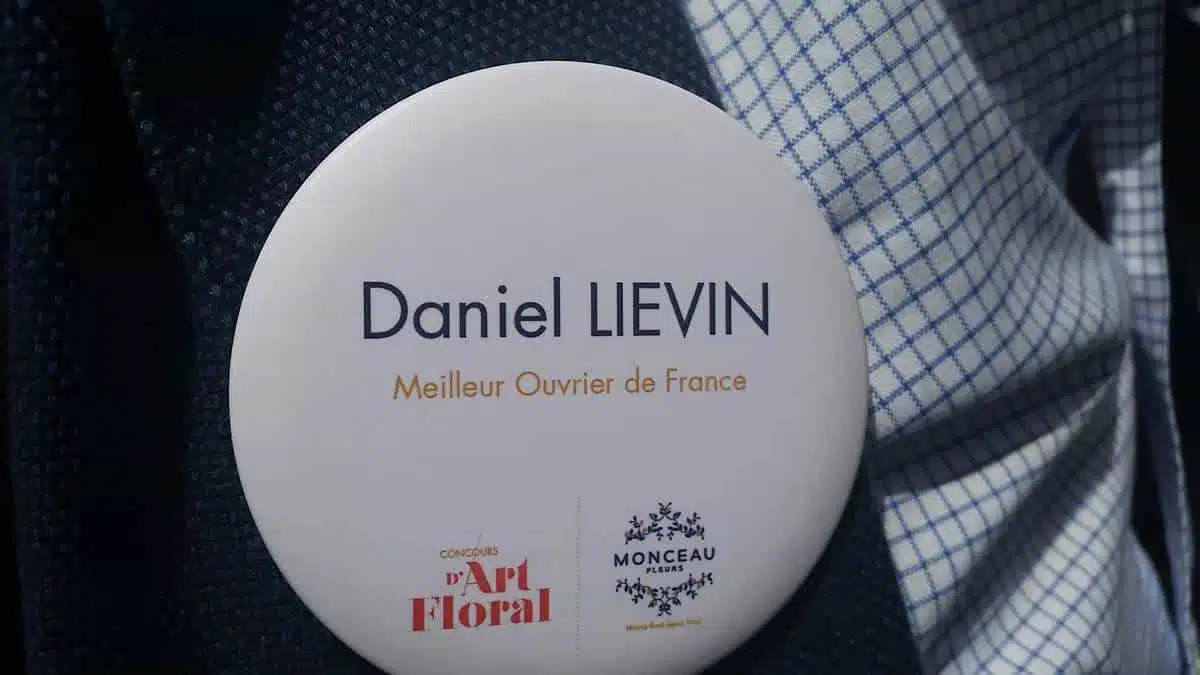 Daniel LIEVIN
Meilleur Ouvrier de France
CONCOURS
D'Art
Floral
MONCEAU
FLEURS